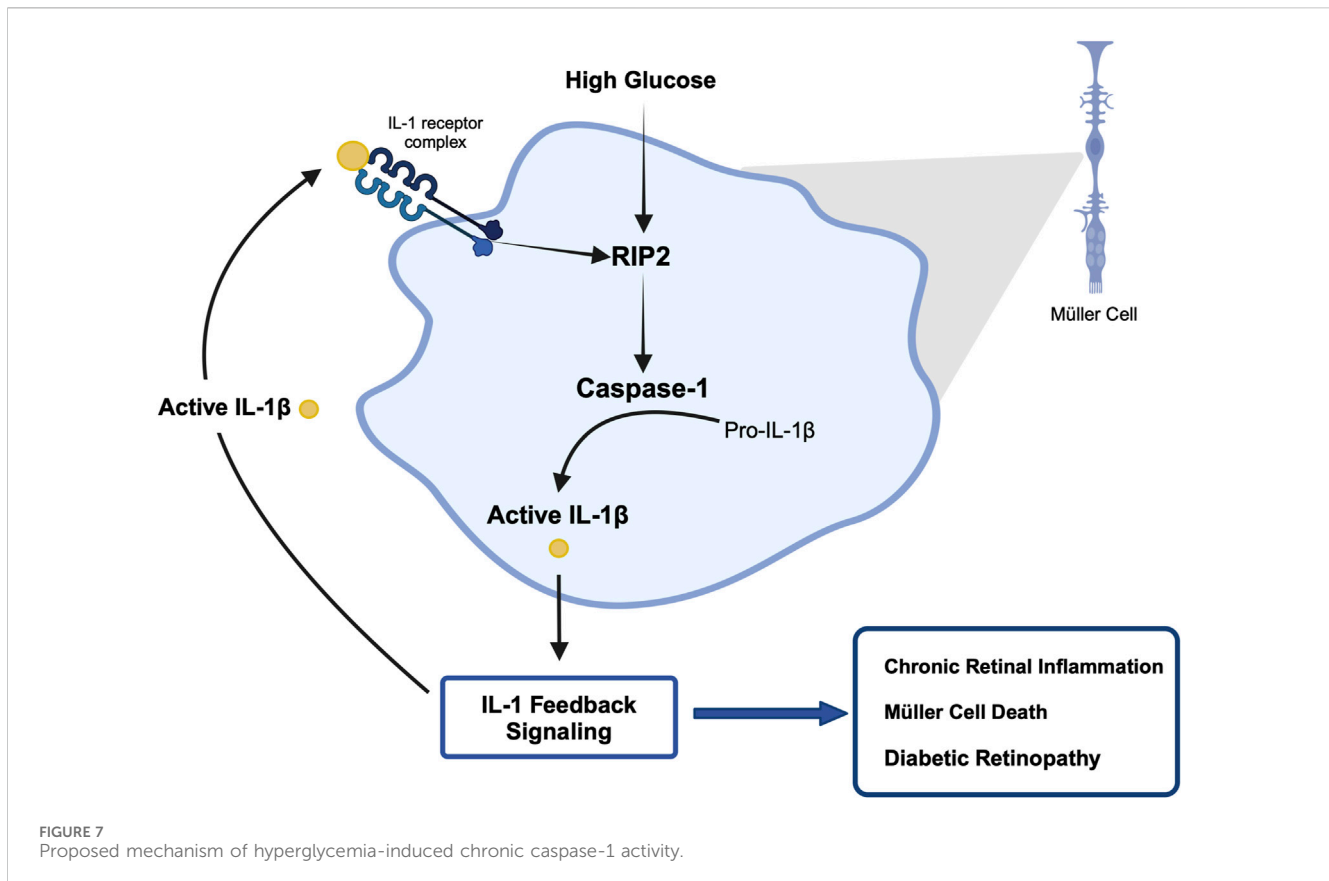 High Glucose
IL-1 receptor
complex
RIP2
Müller Cell
Caspase-1
Active IL-1β
Pro-IL-1β
Active IL-1β
IL-1 Feedback
Signaling
Chronic Retinal Inflammation
Müller Cell Death
Diabetic Retinopathy
FIGURE 7
Proposed mechanism of hyperglycemia-induced chronic caspase-1 activity.